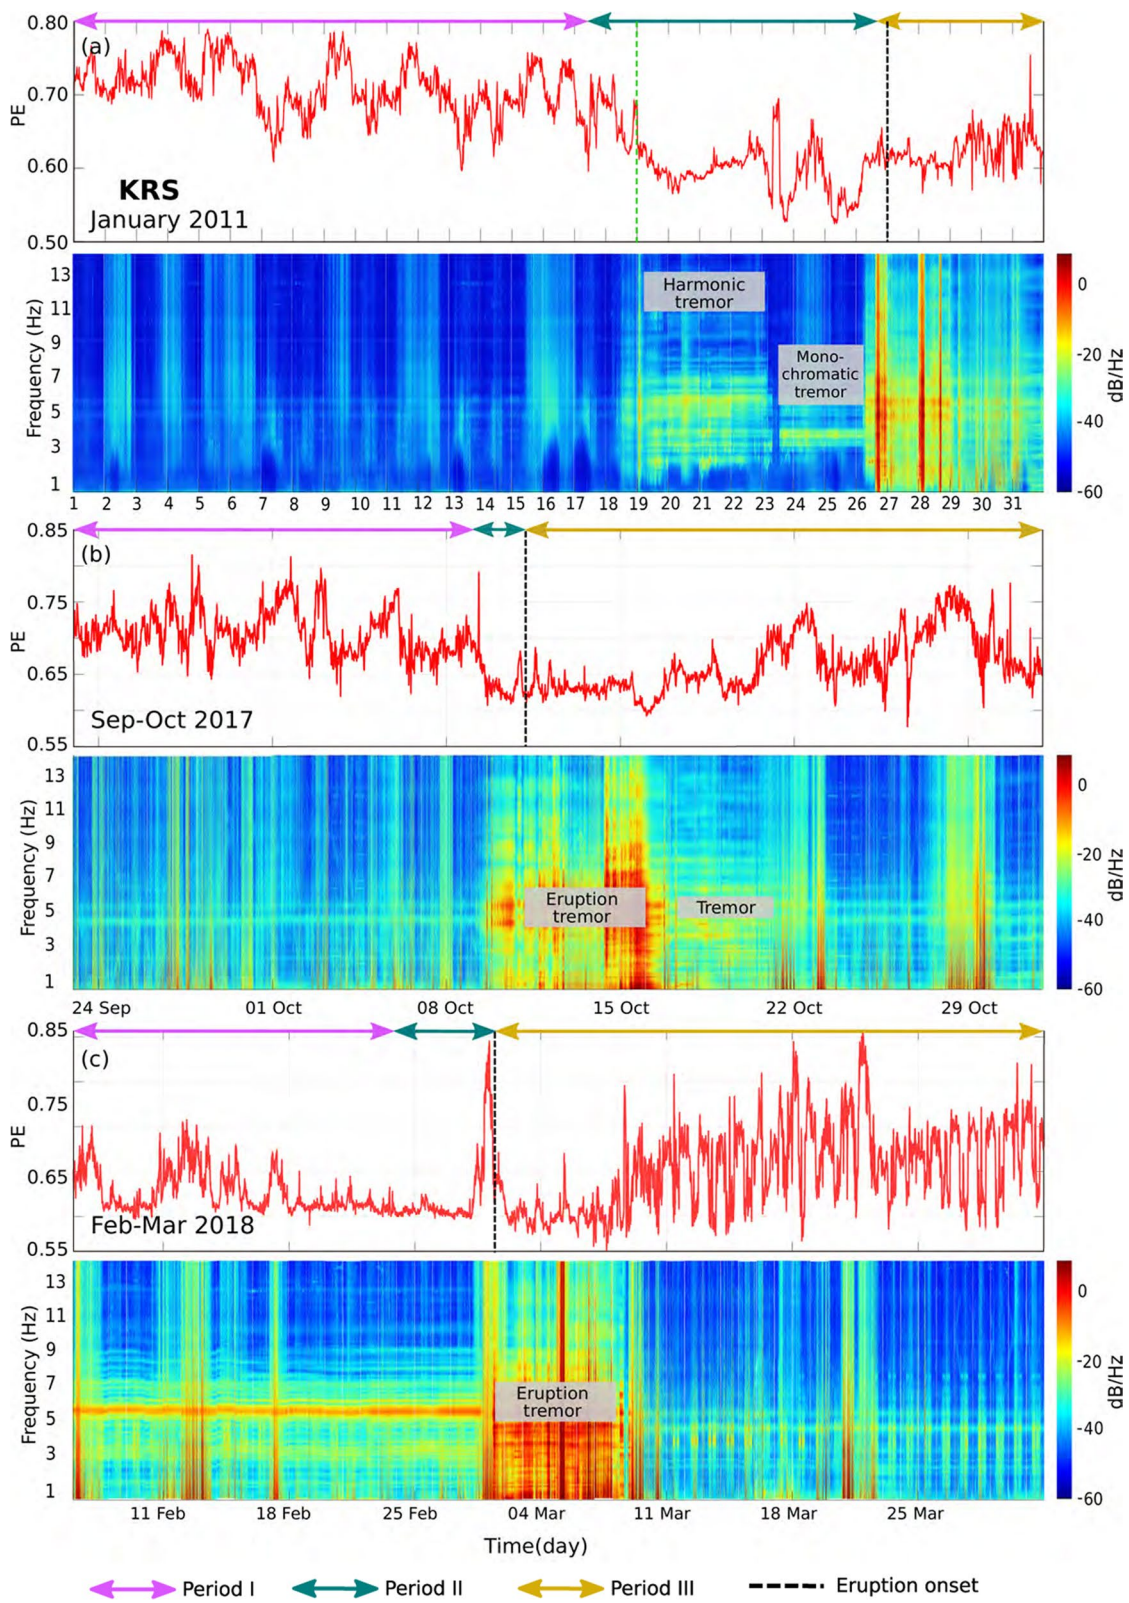 0.80
(a)
0.70
PE
0.60
KRS
January 2011
0.50
13
11
9
7
5
3
1
Frequency (Hz)
Harmonic
tremor
Mono-
chromatic
tremor
0
-20
-40
-60
dB/Hz
1 2 3 4 5 6 7 8 9 10 11 12 13 14 15 16 17 18 19 20 21 22 23 24 25 26 27 28 29 30 31
0.85
(b)
0.75
PE
0.65
Sep-Oct 2017
0.55
13
11
9
7
5
3
1
Frequency (Hz)
Eruption
tremor
Tremor
0
-20
-40
-60
dB/Hz
24 Sep 01 Oct 08 Oct 15 Oct 22 Oct 29 Oct
0.85
(c)
0.75
PE
0.65
Feb-Mar 2018
0.55
13
11
9
7
5
3
1
Frequency (Hz)
Eruption
tremor
0
-20
-40
-60
dB/Hz
11 Feb 18 Feb 25 Feb 04 Mar 11 Mar 18 Mar 25 Mar
Time(day)
Period I Period II Period III Eruption onset